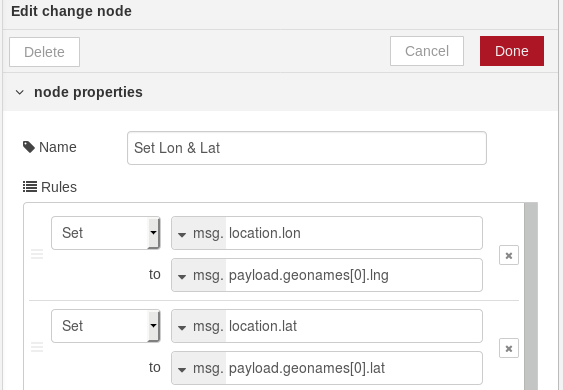 Edit change node
Delete Cancel Done
node properties
Name Set Lon & Lat
Rules
Set msg. location.lon
to msg. payload.geonames[0].lng
Set msg. location.lat
to msg. payload.geonames[0].lat